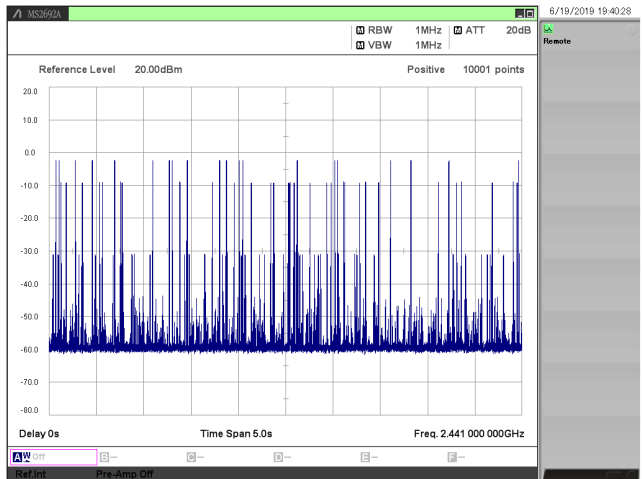 MS2692A
6/19/2019 19:40:28
RBW 1MHz ATT 20dB
VBW 1MHz
Remote
Reference Level 20.00dBm Positive 10001 points
20.0
10.0
0.0
-10.0
-20.0
-30.0
-40.0
-50.0
-60.0
-70.0
-80.0
Delay 0s Time Span 5.0s Freq. 2.441 000 000GHz
A W Off B -- C -- D -- E -- F --
Ref.Int Pre-Amp Off